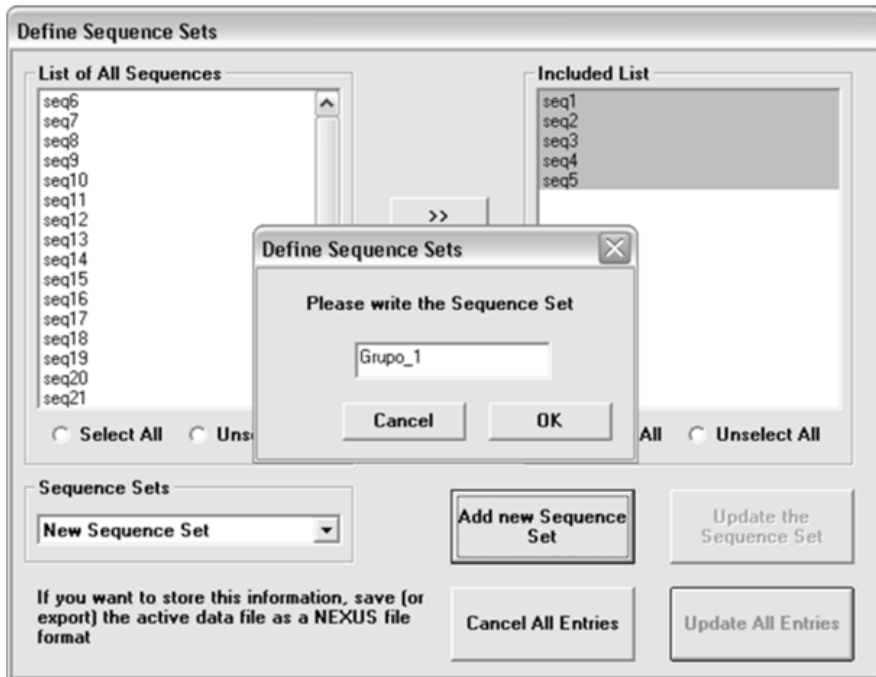 Define Sequence Sets
List of All Sequences
seq6
seq7
seq8
seq9
seq10
seq11
seq12
seq13
seq14
seq15
seq16
seq17
seq18
seq19
seq20
seq21
Select All
Uns
>>
Included List
seq1
seq2
seq3
seq4
seq5
All
Unselect All
Define Sequence Sets
Please write the Sequence Set
Grupo_1
Cancel
OK
Sequence Sets
New Sequence Set
Add new Sequence
Set
Update the
Sequence Set
If you want to store this information, save (or
export) the active data file as a NEXUS file
format
Cancel All Entries
Update All Entries